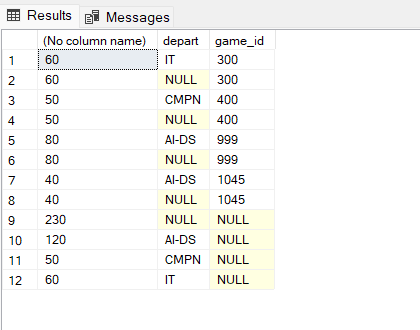 Results Messages
(No column name) depart game_id
1 60 IT 300
2 60 NULL 300
3 50 CMPN 400
4 50 NULL 400
5 80 AI-DS 999
6 80 NULL 999
7 40 AI-DS 1045
8 40 NULL 1045
9 230 NULL NULL
10 120 AI-DS NULL
11 50 CMPN NULL
12 60 IT NULL